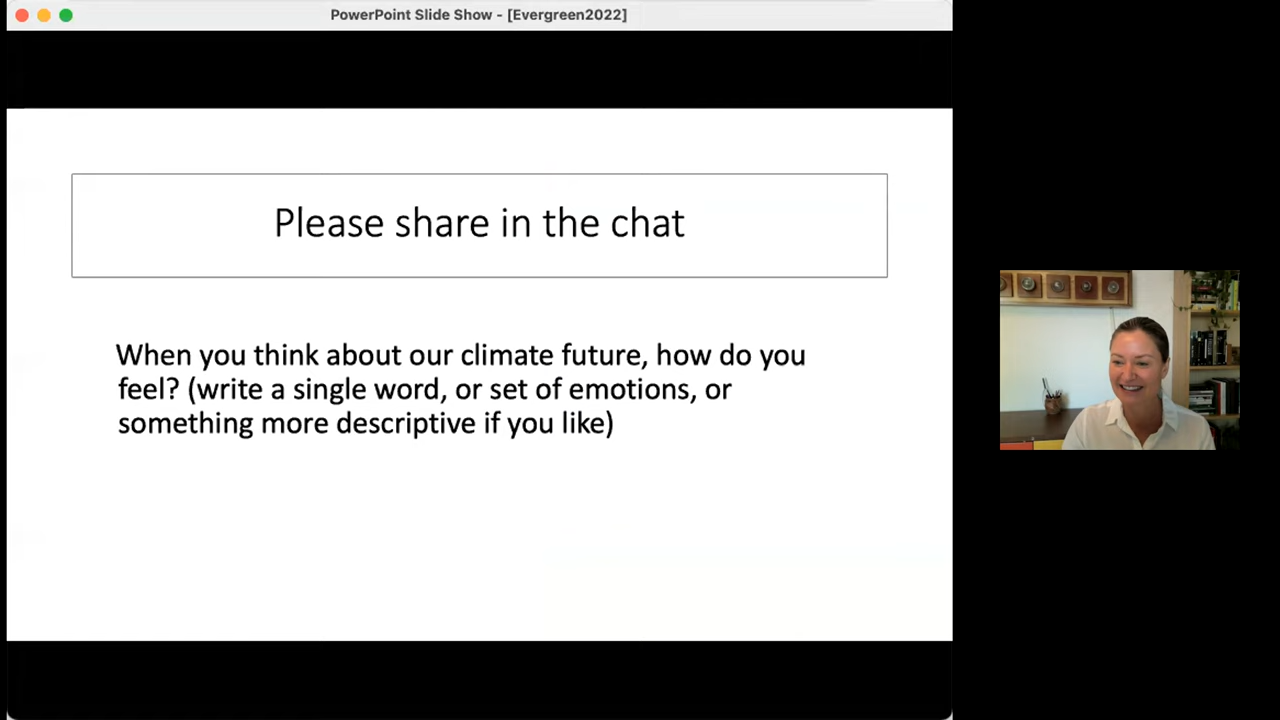 PowerPoint Slide Show - [Evergreen2022]
Please share in the chat
When you think about our climate future, how do you
feel? (write a single word, or set of emotions, or
something more descriptive if you like)